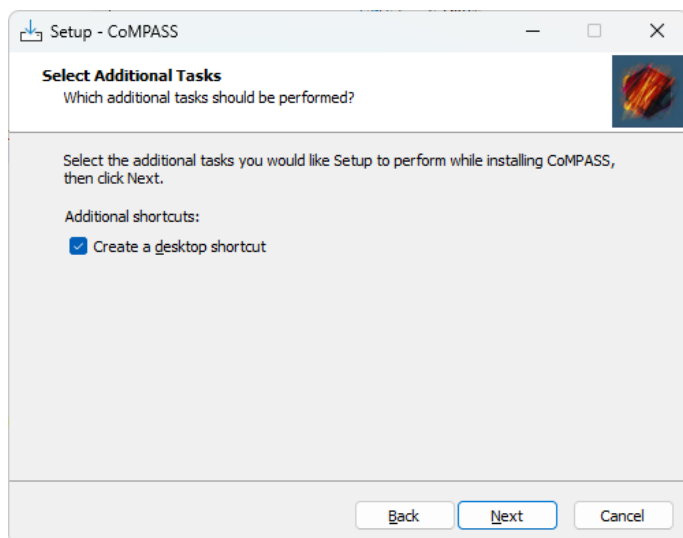 Setup - CoMPASS
Select Additional Tasks
Which additional tasks should be performed?
Select the additional tasks you would like Setup to perform while installing CoMPASS,
then click Next.
Additional shortcuts:
Create a desktop shortcut
Back Next Cancel